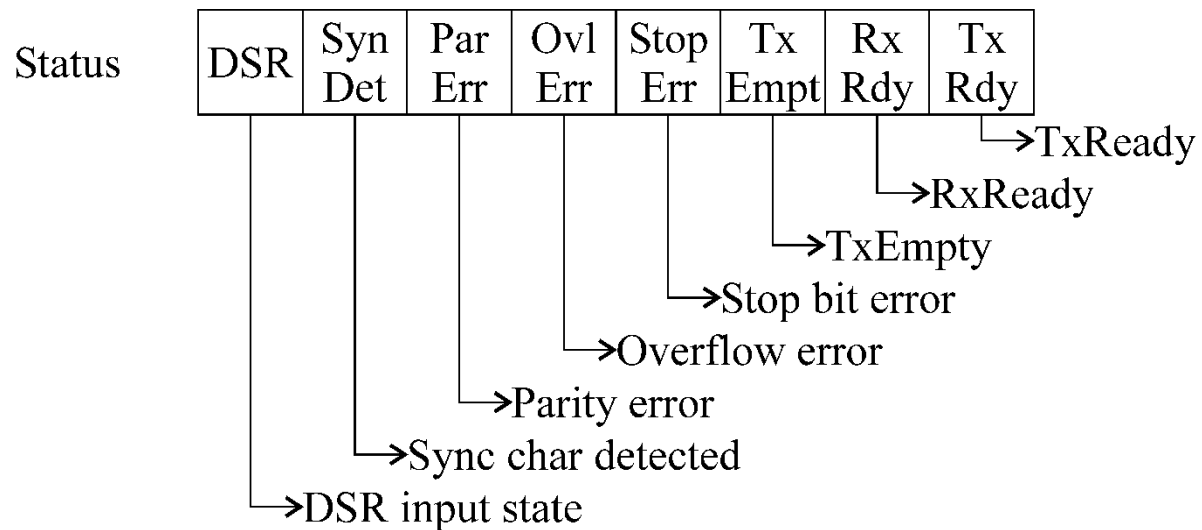 Status
DSR
Syn
Det
Par
Err
Ovl
Err
Stop
Err
Tx
Empt
Rx
Rdy
Tx
Rdy
TxReady
RxReady
TxEmpty
Stop bit error
Overflow error
Parity error
Sync char detected
DSR input state